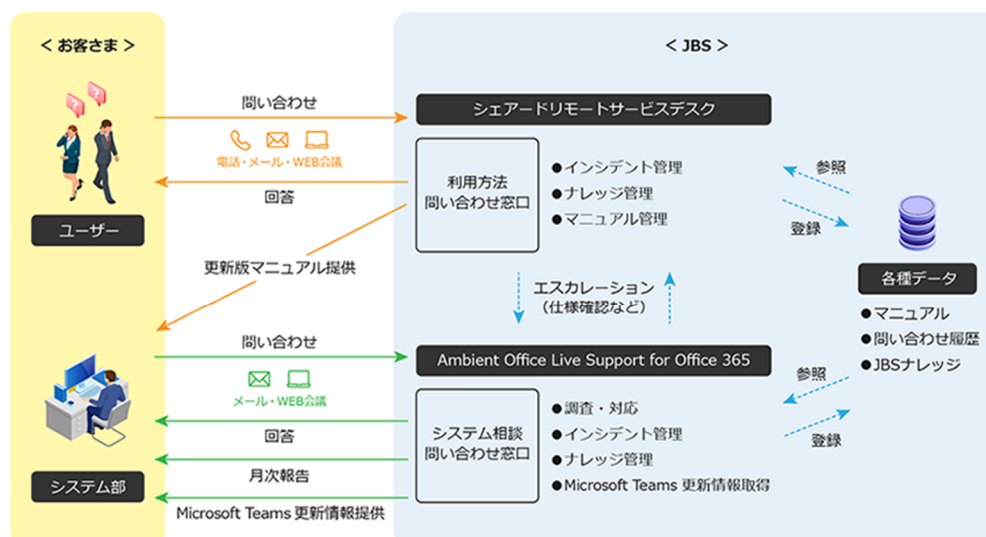 < お客さま >
< JBS >
問い合わせ
電話・メール・WEB会議
回答
ユーザー
更新版マニュアル提供
シェアードリモートサービスデスク
利用方法
問い合わせ窓口
●インシデント管理
●ナレッジ管理
●マニュアル管理
参照
登録
各種データ
●マニュアル
●問い合わせ履歴
●JBSナレッジ
エスカレーション
(仕様確認など)
問い合わせ
メール・WEB会議
回答
月次報告
Microsoft Teams 更新情報提供
システム部
Ambient Office Live Support for Office 365
システム相談
問い合わせ窓口
●調査・対応
●インシデント管理
●ナレッジ管理
●Microsoft Teams 更新情報取得
参照
登録